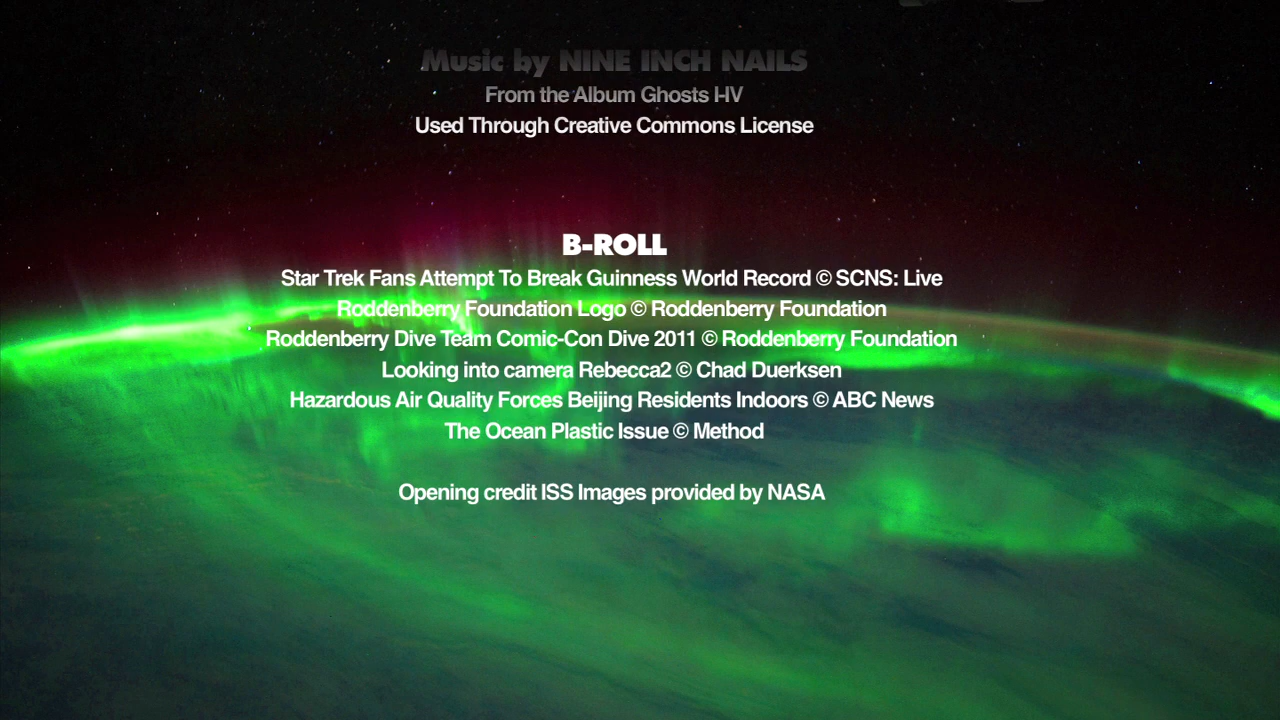 Music by NINE INCH NAILS
From the Album Ghosts I-IV
Used Through Creative Commons License
B-ROLL
Star Trek Fans Attempt To Break Guinness World Record © SCNS: Live
Roddenberry Foundation Logo © Roddenberry Foundation
Roddenberry Dive Team Comic-Con Dive 2011 © Roddenberry Foundation
Looking into camera Rebecca2 © Chad Duerksen
Hazardous Air Quality Forces Beijing Residents Indoors © ABC News
The Ocean Plastic Issue © Method
Opening credit ISS Images provided by NASA